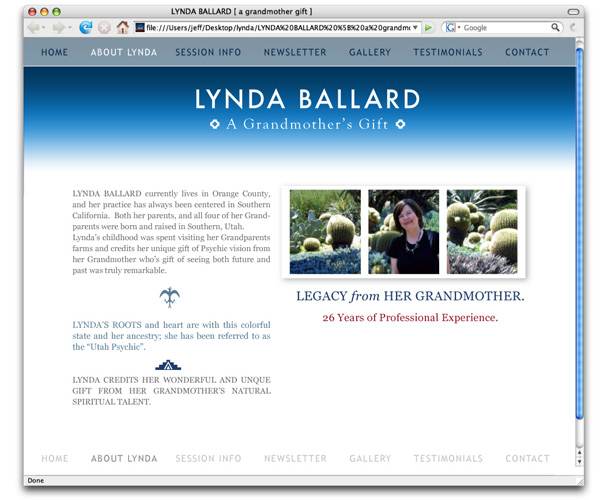 LYNDA BALLARD [ a grandmother gift ]
file:///Users/jeff/Desktop/lynda/LYNDA%20BALLARD%20%5B%20a%20grandm
Google
HOME ABOUT LYNDA SESSION INFO NEWSLETTER GALLERY TESTIMONIALS CONTACT
LYNDA BALLARD
A Grandmother's Gift
LYNDA BALLARD currently lives in Orange County,
and her practice has always been centered in Southern
California. Both her parents, and all four of her Grand-
parents were born and raised in Southern, Utah.
Lynda's childhood was spent visiting her Grandparents
farms and credits her unique gift of Psychic vision from
her Grandmother who's gift of seeing both future and
past was truly remarkable.
LYNDA'S ROOTS and heart are with this colorful
state and her ancestry; she has been referred to as
the “Utah Psychic”.
LYNDA CREDITS HER WONDERFUL AND UNQUE
GIFT FROM HER GRANDMOTHER'S NATURAL
SPIRITUAL TALENT.
LEGACY from HER GRANDMOTHER.
26 Years of Professional Experience.
HOME ABOUT LYNDA SESSION INFO NEWSLETTER GALLERY TESTIMONIALS CONTACT
Done